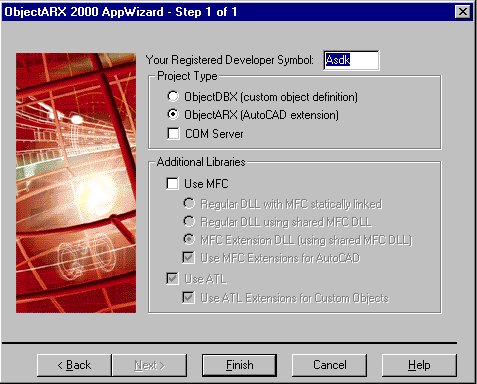 ObjectARX 2000 AppWizard - Step 1 of 1
Your Registered Developer Symbol: Asdk
Project Type
ObjectDBX (custom object definition)
ObjectARX (AutoCAD extension)
COM Server
Additional Libraries
Use MFC
Regular DLL with MFC statically linked
Regular DLL using shared MFC DLL
MFC Extension DLL (using shared MFC DLL)
Use MFC Extensions for AutoCAD
Use ATL
Use ATL Extensions for Custom Objects
< Back Next > Finish Cancel Help